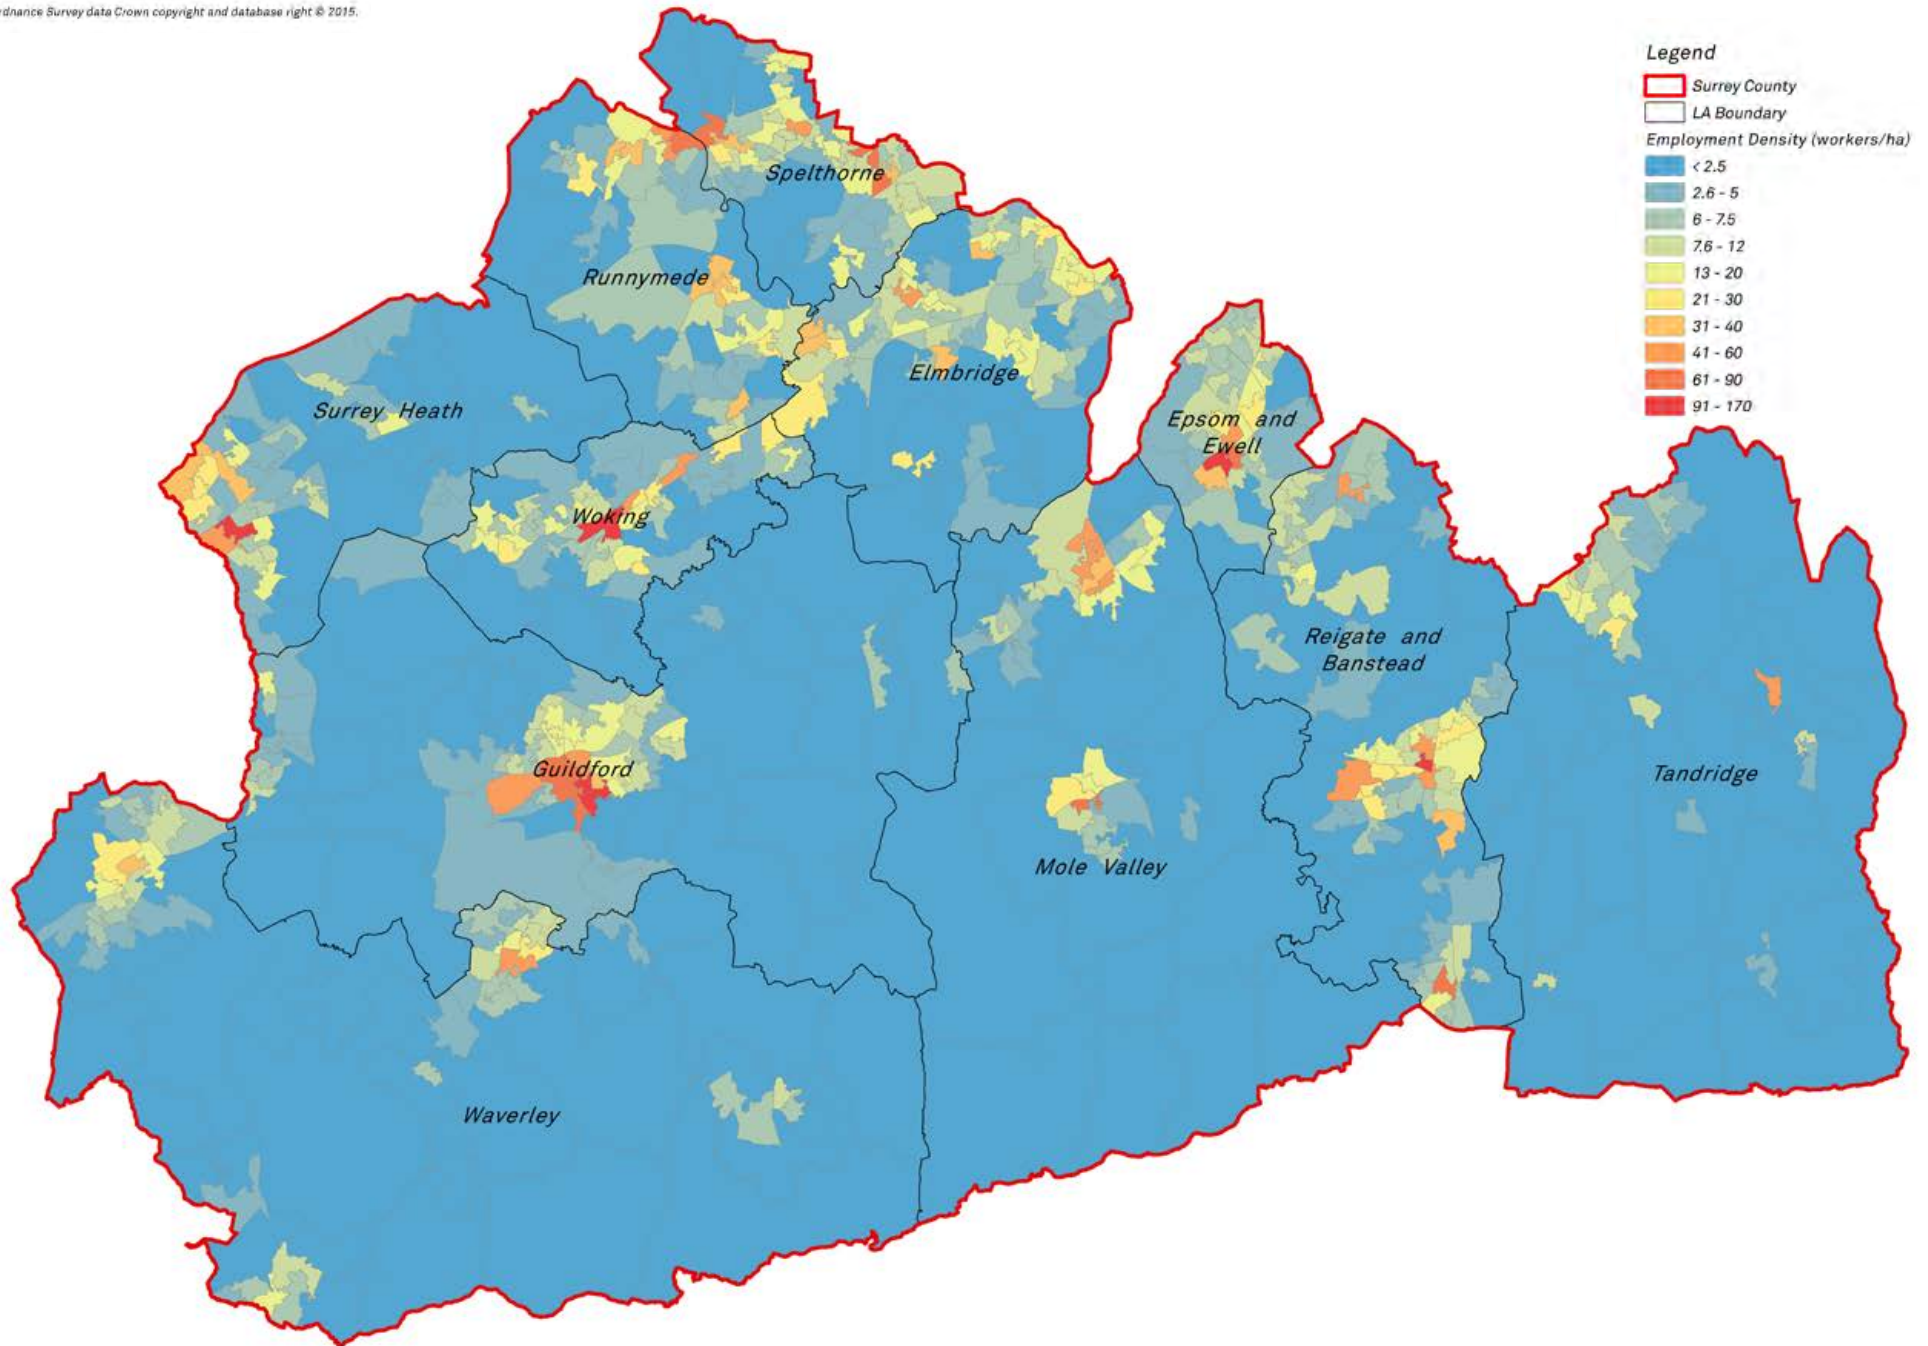 rdnance Survey data Crown copyright and database right © 2015.
Legend
Surrey County
LA Boundary
Employment Density (workers/ha)
< 2.5
2.6 - 5
6 - 7.5
7.6 - 12
13 - 20
21 - 30
31 - 40
41 - 60
61 - 90
91 - 170
Spelthorne
Runnymede
Elmbridge
Surrey Heath
Epsom and
Ewell
Woking
Reigate and
Banstead
Guildford
Tandridge
Mole Valley
Waverley